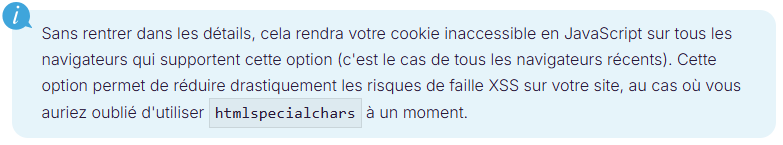 Sans rentrer dans les détails, cela rendra votre cookie inaccessible en JavaScript sur tous les
navigateurs qui supportent cette option (c'est le cas de tous les navigateurs récents). Cette
option permet de réduire drastiquement les risques de faille XSS sur votre site, au cas où vous
auriez oublié d'utiliser htmlspecialchars à un moment.